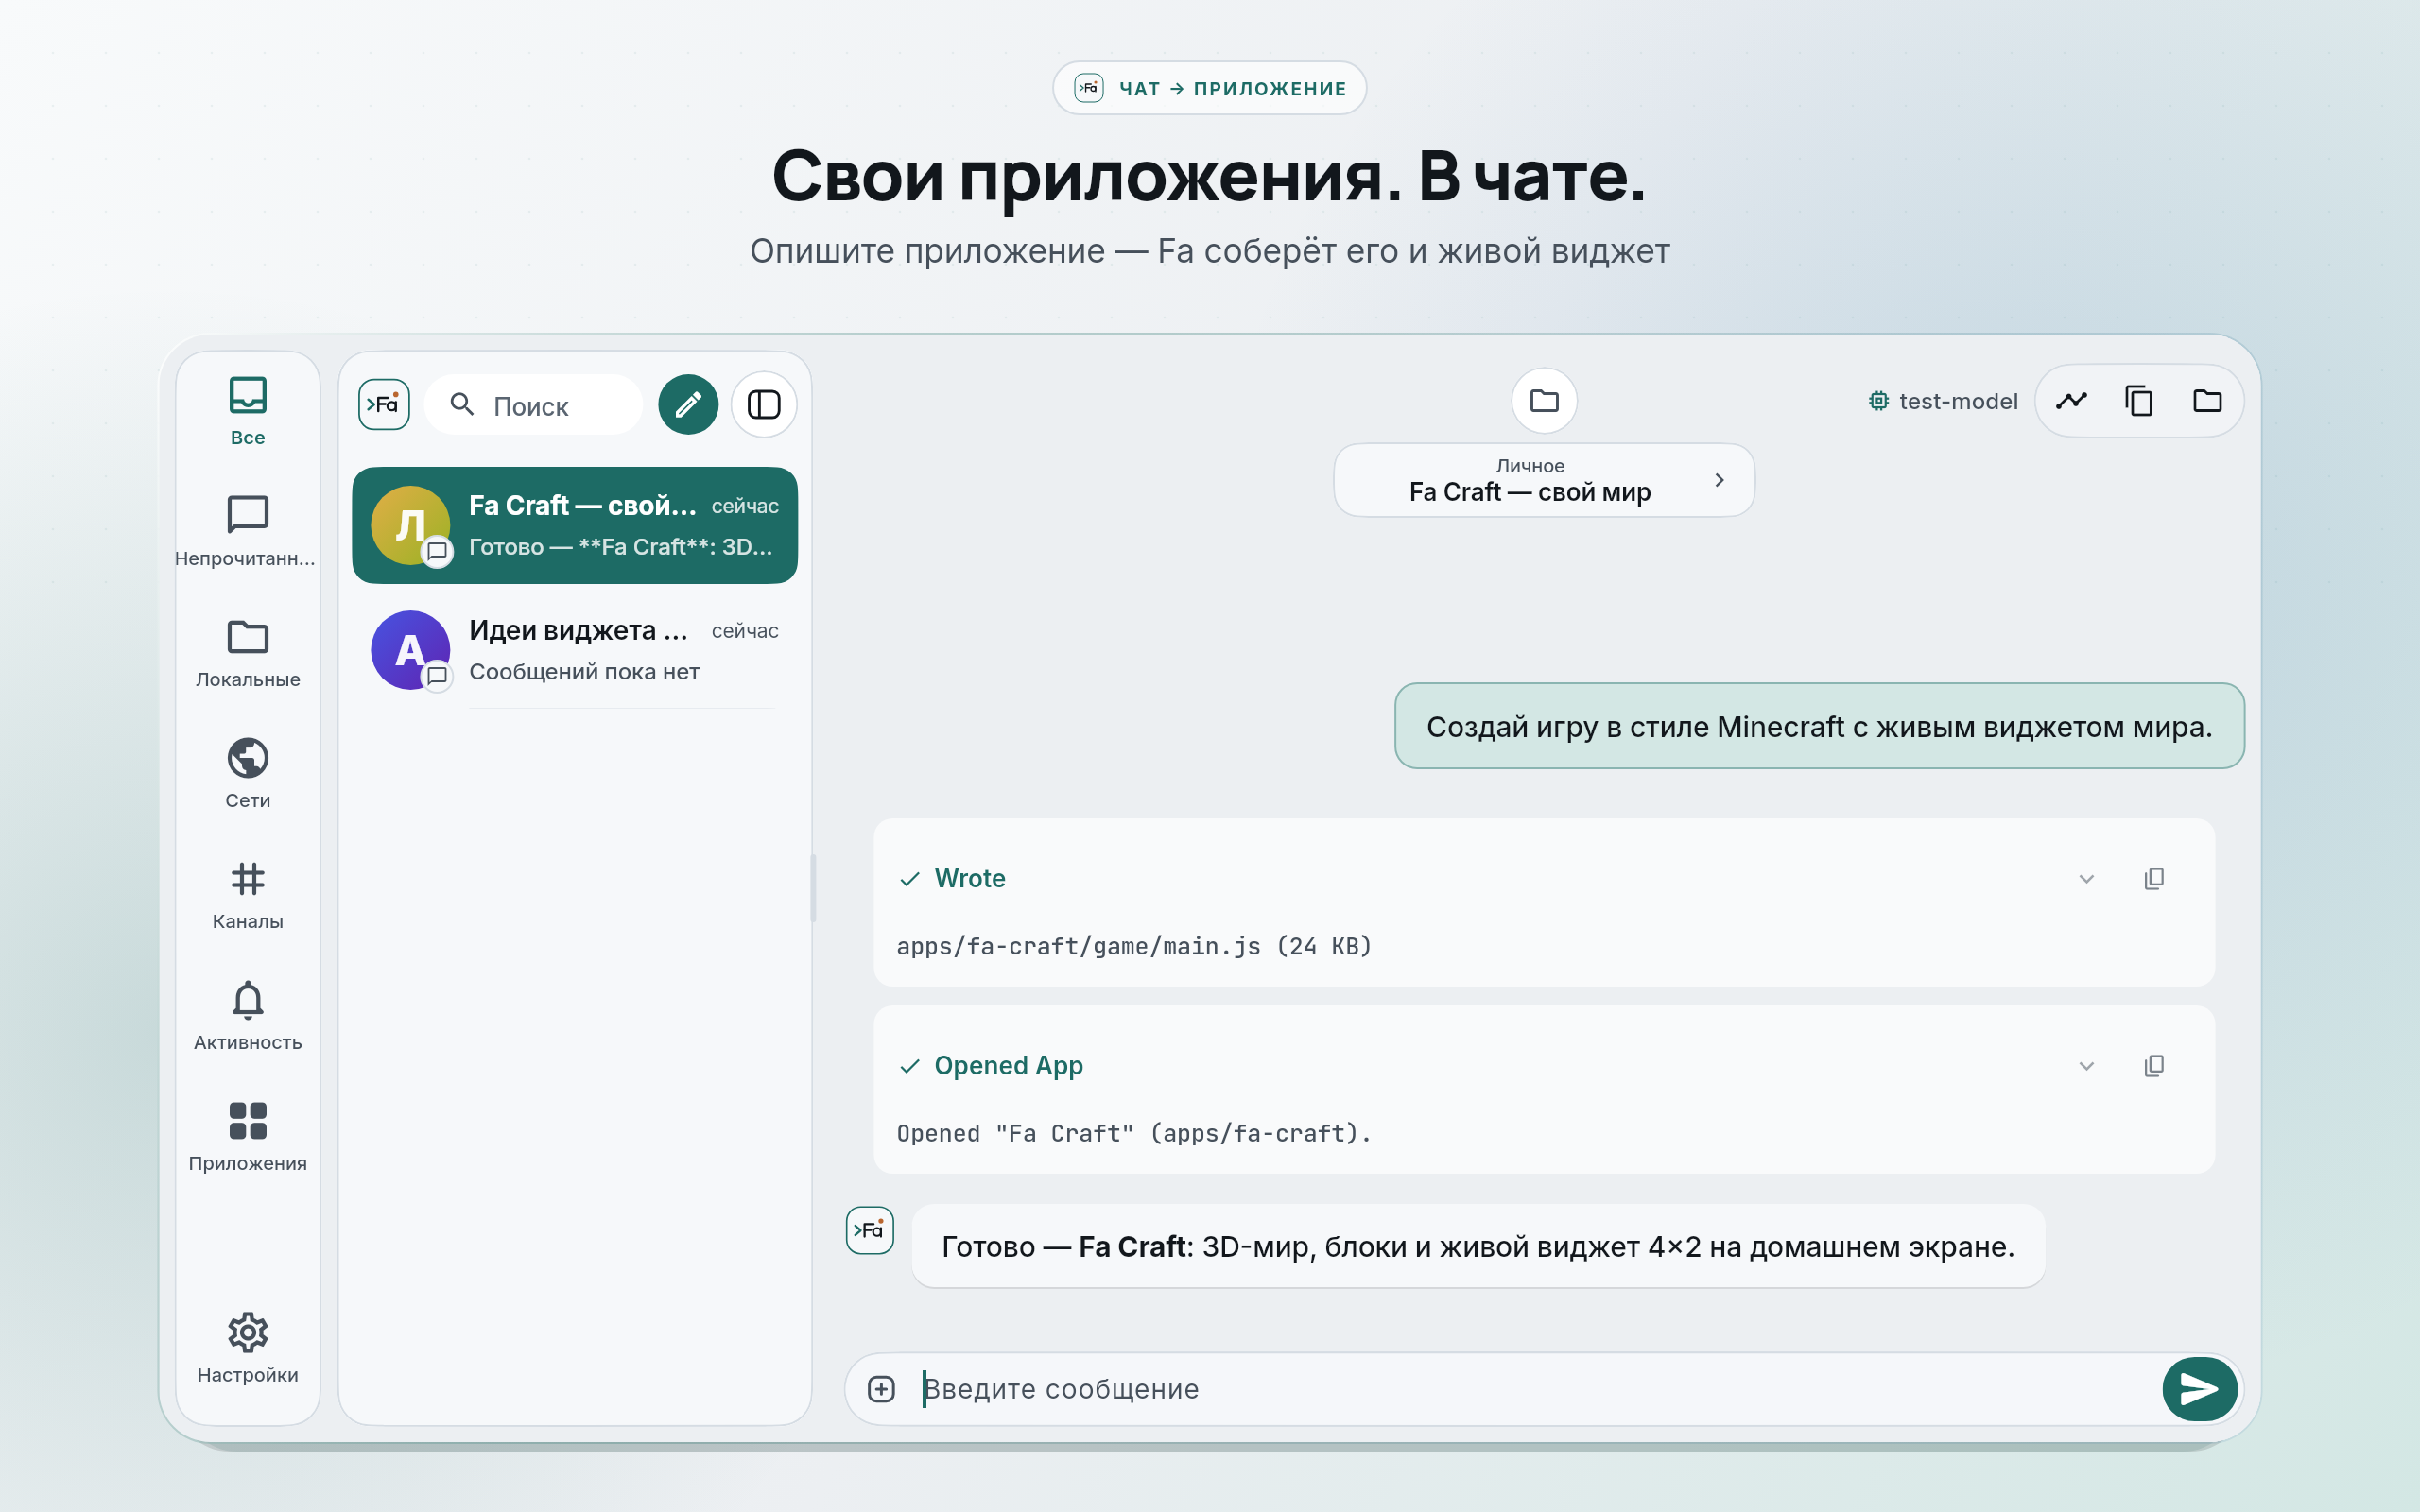 >Fa ЧАТ → ПРИЛОЖЕНИЕ
Свои приложения. В чате.
Опишите приложение — Fa соберёт его и живой виджет
Все
Непрочитанн...
Локальные
Сети
Каналы
Активность
Приложения
Настройки
>Fa Поиск
Л Fa Craft — свой... сейчас
Готово — **Fa Craft**: 3D...
А Идеи виджета ... сейчас
Сообщений пока нет
test-model
Личное
Fa Craft — свой мир
Создай игру в стиле Minecraft с живым виджетом мира.
Wrote
apps/fa-craft/game/main.js (24 KB)
Opened App
Opened "Fa Craft" (apps/fa-craft).
>Fa Готово — Fa Craft: 3D-мир, блоки и живой виджет 4×2 на домашнем экране.
Введите сообщение